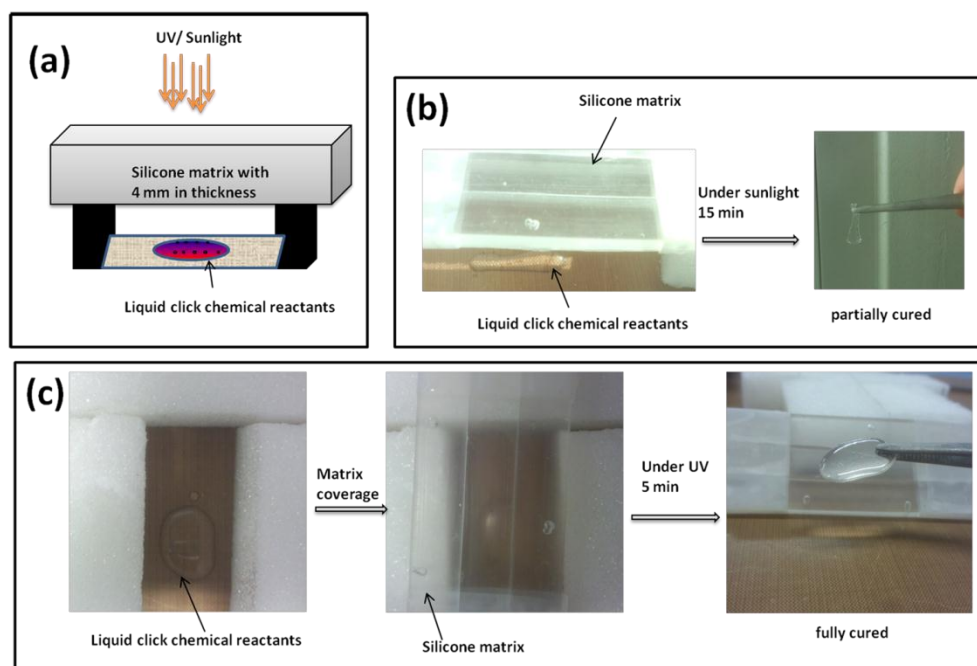 (a)
UV/ Sunlight
Silicone matrix with
4 mm in thickness
Liquid click chemical reactants
(b)
Silicone matrix
Under sunlight
15 min
Liquid click chemical reactants
partially cured
(c)
Matrix
coverage
Under UV
5 min
Liquid click chemical reactants
Silicone matrix
fully cured